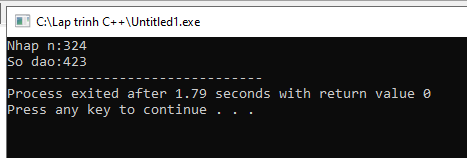 C:\Lap trinh C++\Untitled1.exe
Nhap n:324
So dao:423
--------------------------------
Process exited after 1.79 seconds with return value 0
Press any key to continue . . .